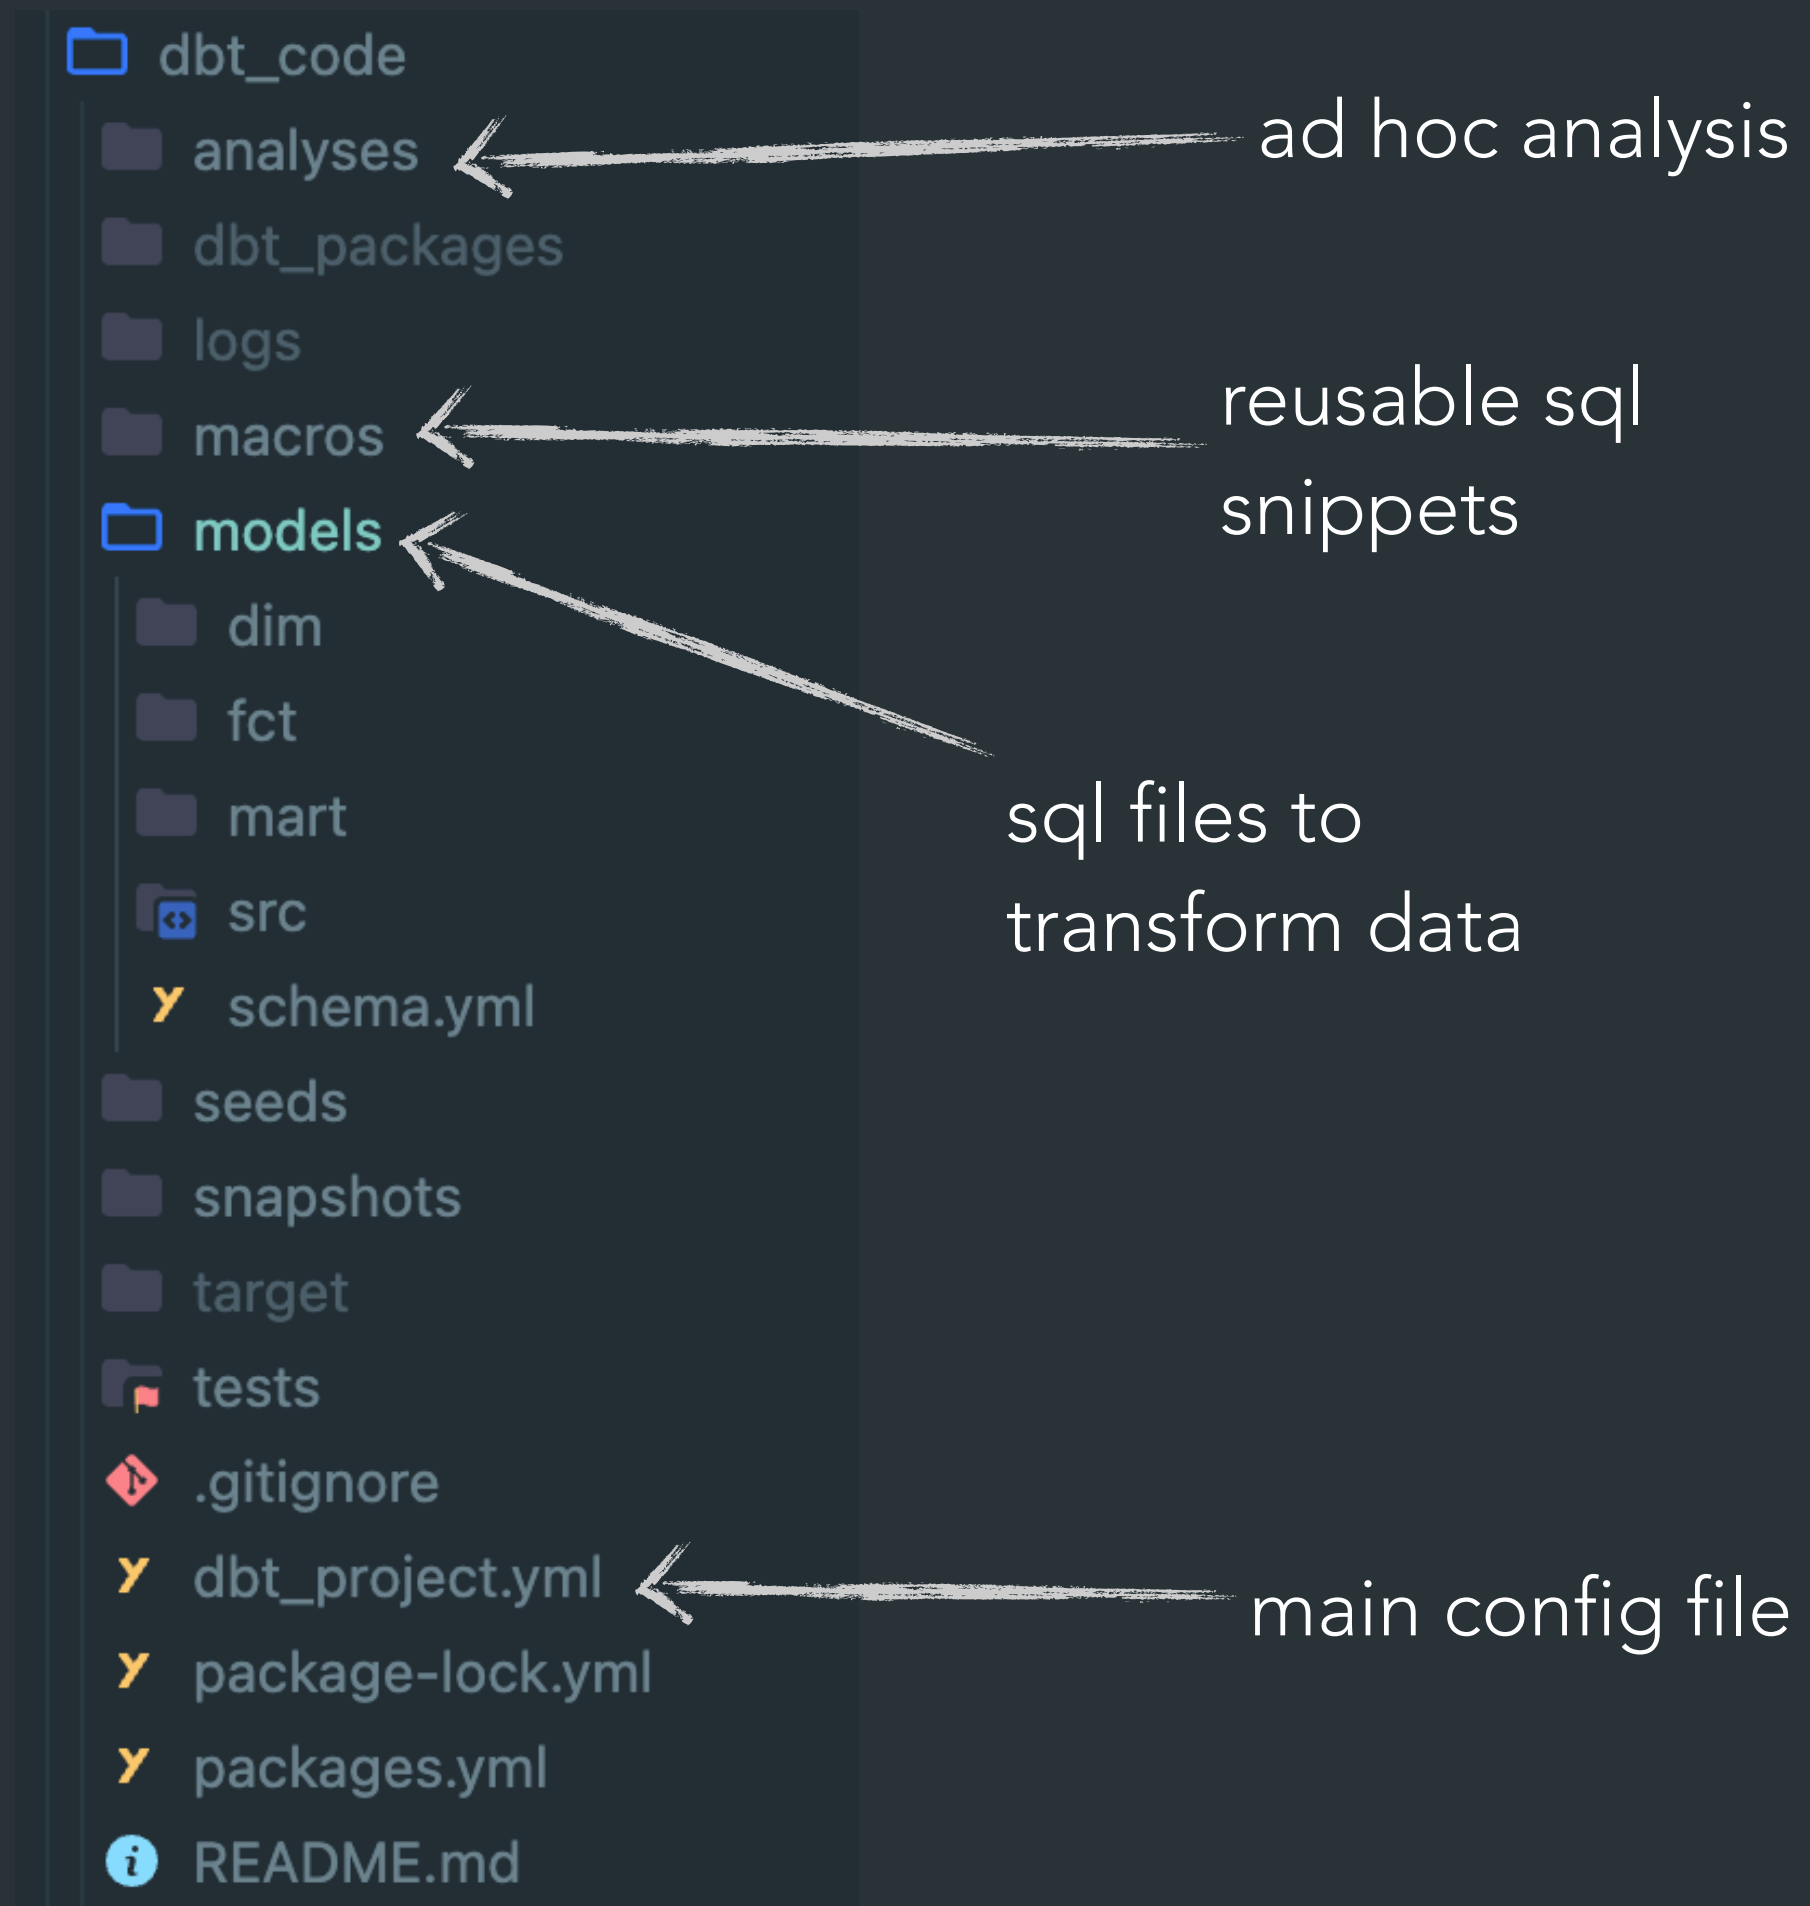 dbt_code
analyses
ad hoc analysis
dbt_packages
logs
macros
reusable sql
snippets
models
dim
fct
mart
sql files to
transform data
src
schema.yml
seeds
snapshots
target
tests
.gitignore
dbt_project.yml
main config file
package-lock.yml
packages.yml
README.md